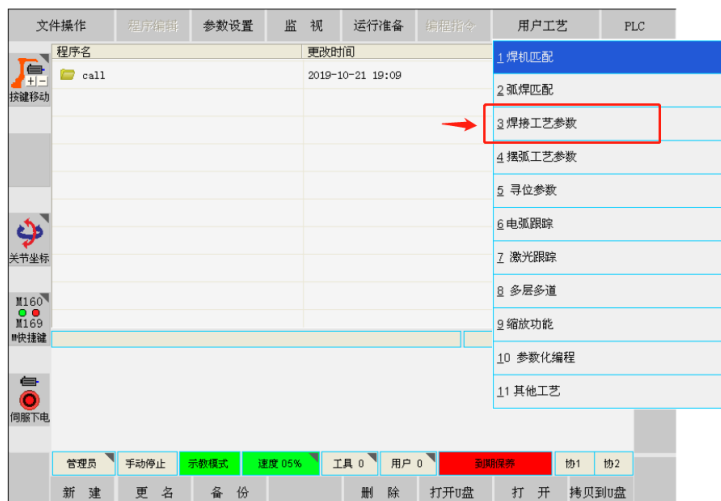 文件操作 程序编辑 参数设置 监 视 运行准备 编程指令 用户工艺 PLC
程序名 更改时间
call 2019-10-21 19:09
按键移动
关节坐标
M160
M169
M快捷键
伺服下电
1 焊机匹配
2 弧焊匹配
3 焊接工艺参数
4 摆弧工艺参数
5 寻位参数
6 电弧跟踪
7 激光跟踪
8 多层多道
9 缩放功能
10 参数化编程
11 其他工艺
管理员 手动停止 示教模式 速度 05% 工具 0 用户 0 到期保养 协1 协2
新 建 更 名 备 份 删 除 打开U盘 打 开 拷贝到U盘